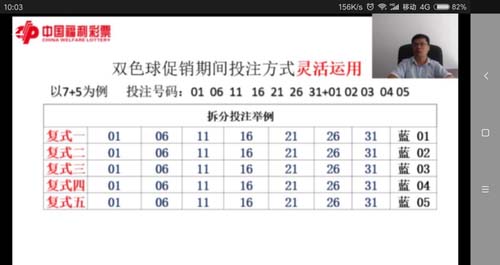 10:03 156K/s 移动 4G 82%
中国福利彩票
CHINA WELFARE LOTTERY
双色球促销期间投注方式灵活运用
以7+5为例 投注号码: 01 06 11 16 21 26 31+01 02 03 04 05
拆分投注举例
复式一 01 06 11 16 21 26 31 蓝 01
复式二 01 06 11 16 21 26 31 蓝 02
复式三 01 06 11 16 21 26 31 蓝 03
复式四 01 06 11 16 21 26 31 蓝 04
复式五 01 06 11 16 21 26 31 蓝 05